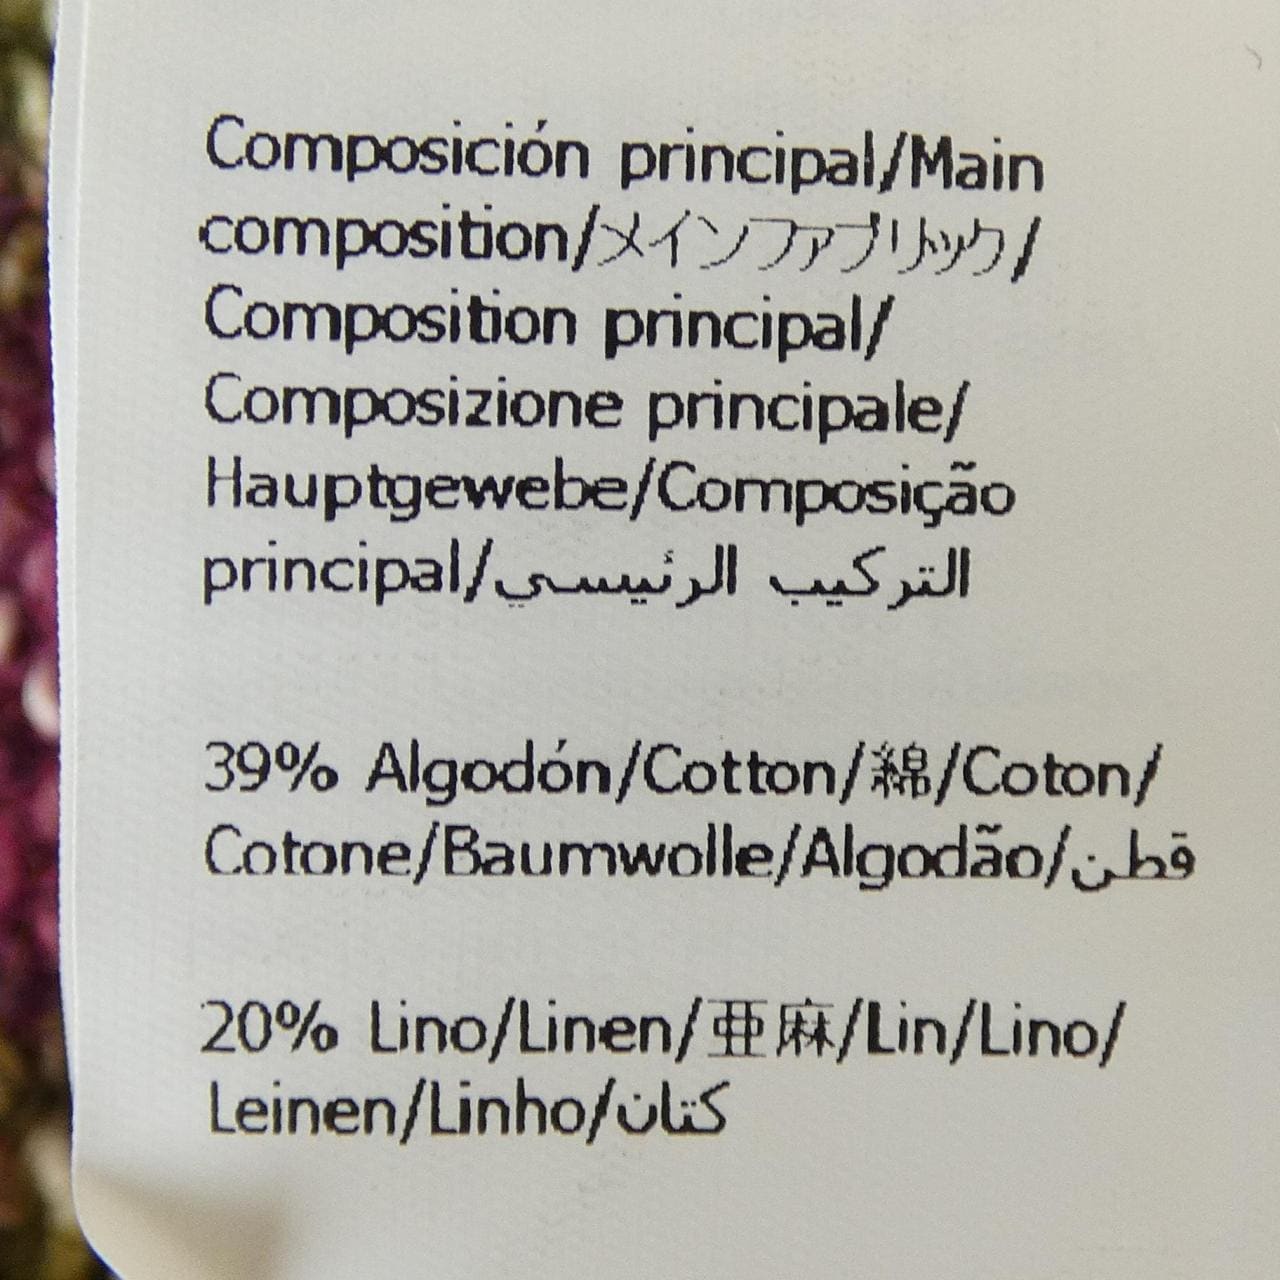 Composición principal/Main
composition/メインファブリック/
Composition principal/
Composizione principale/
Hauptgewebe/Composição
principal/التركيب الرئيسي
39% Algodón/Cotton/綿/Coton/
Cotone/Baumwolle/Algodão/قطن
20% Lino/Linen/亜麻/Lin/Lino/
Leinen/Linho/كتان